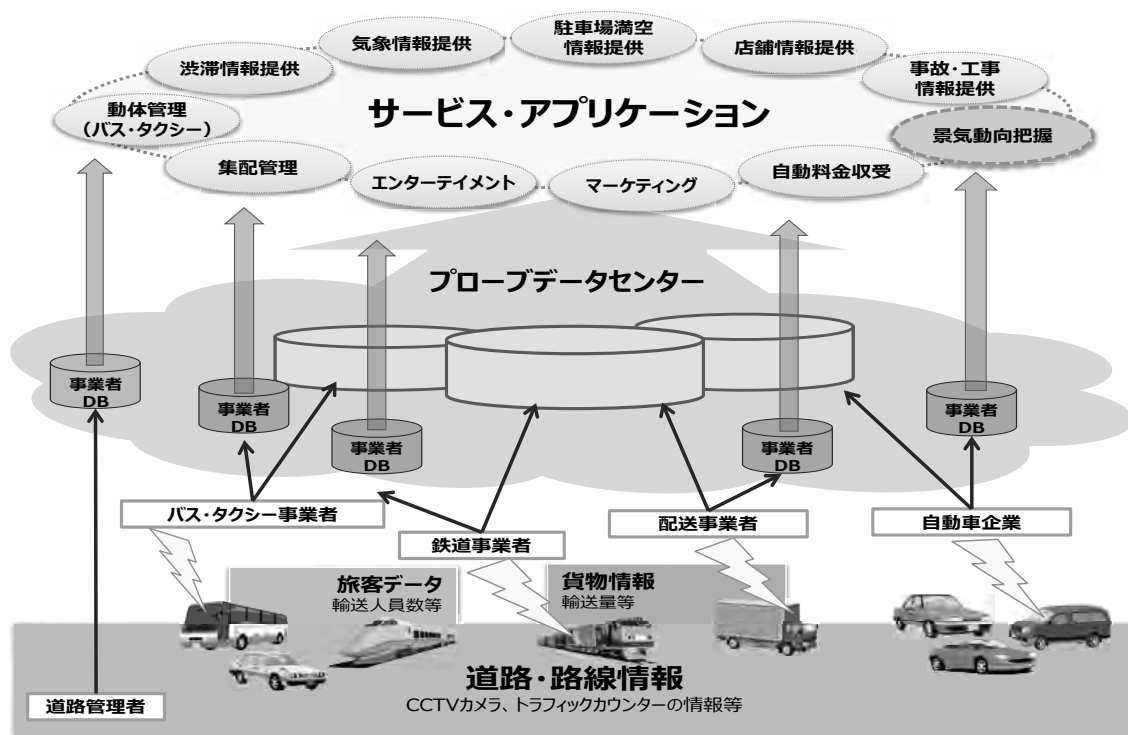 気象情報提供
駐車場満空
情報提供
店舗情報提供
渋滞情報提供
事故・工事
情報提供
動体管理
(バス・タクシー)
サービス・アプリケーション
景気動向把握
集配管理
エンターテイメント
マーケティング
自動料金収受
プローブデータセンター
事業者
DB
事業者
DB
事業者
DB
事業者
DB
事業者
DB
バス・タクシー事業者
鉄道事業者
配送事業者
自動車企業
旅客データ
輸送人員数等
貨物情報
輸送量等
道路・路線情報
CCTVカメラ、トラフィックカウンターの情報等
道路管理者